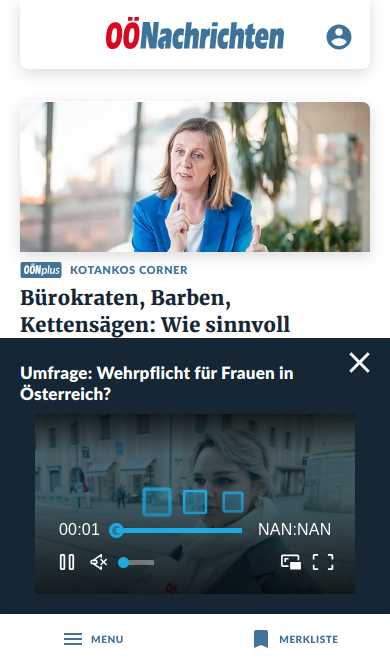 OÖNachrichten
OÖNplus KOTANKOS CORNER
Bürokraten, Barben,
Kettensägen: Wie sinnvoll
Umfrage: Wehrpflicht für Frauen in
Österreich?
00:01 NAN:NAN
MENU MERKLISTE